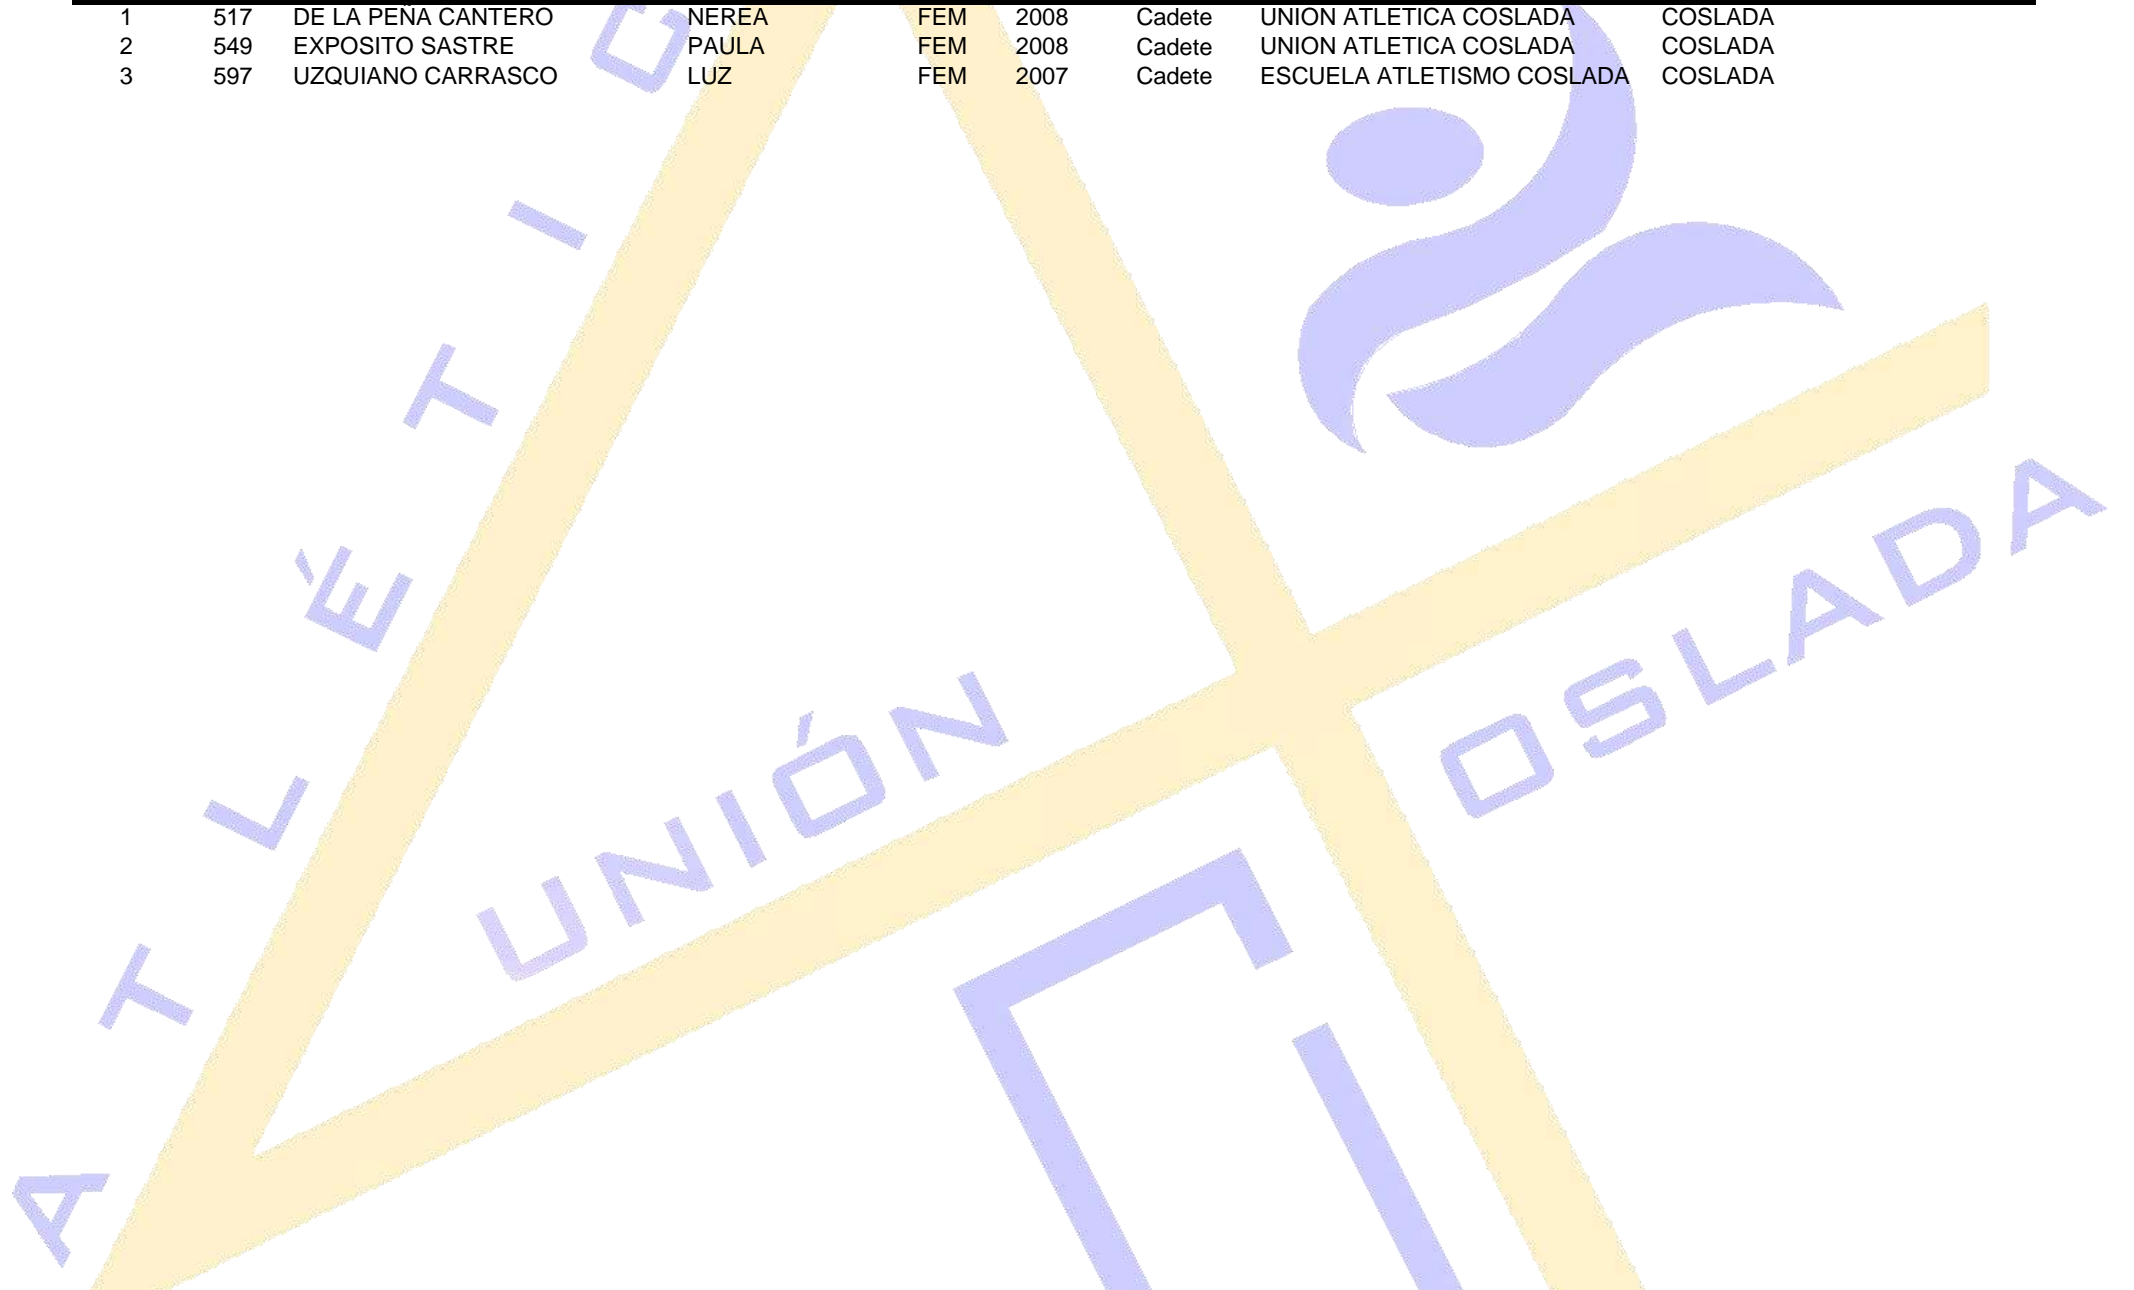 1 517 DE LA PEÑA CANTERO NEREA FEM 2008 Cadete UNION ATLETICA COSLADA COSLADA
2 549 EXPOSITO SASTRE PAULA FEM 2008 Cadete UNION ATLETICA COSLADA COSLADA
3 597 UZQUIANO CARRASCO LUZ FEM 2007 Cadete ESCUELA ATLETISMO COSLADA COSLADA
ATLÉTIC
UNIÓN
OSLADA